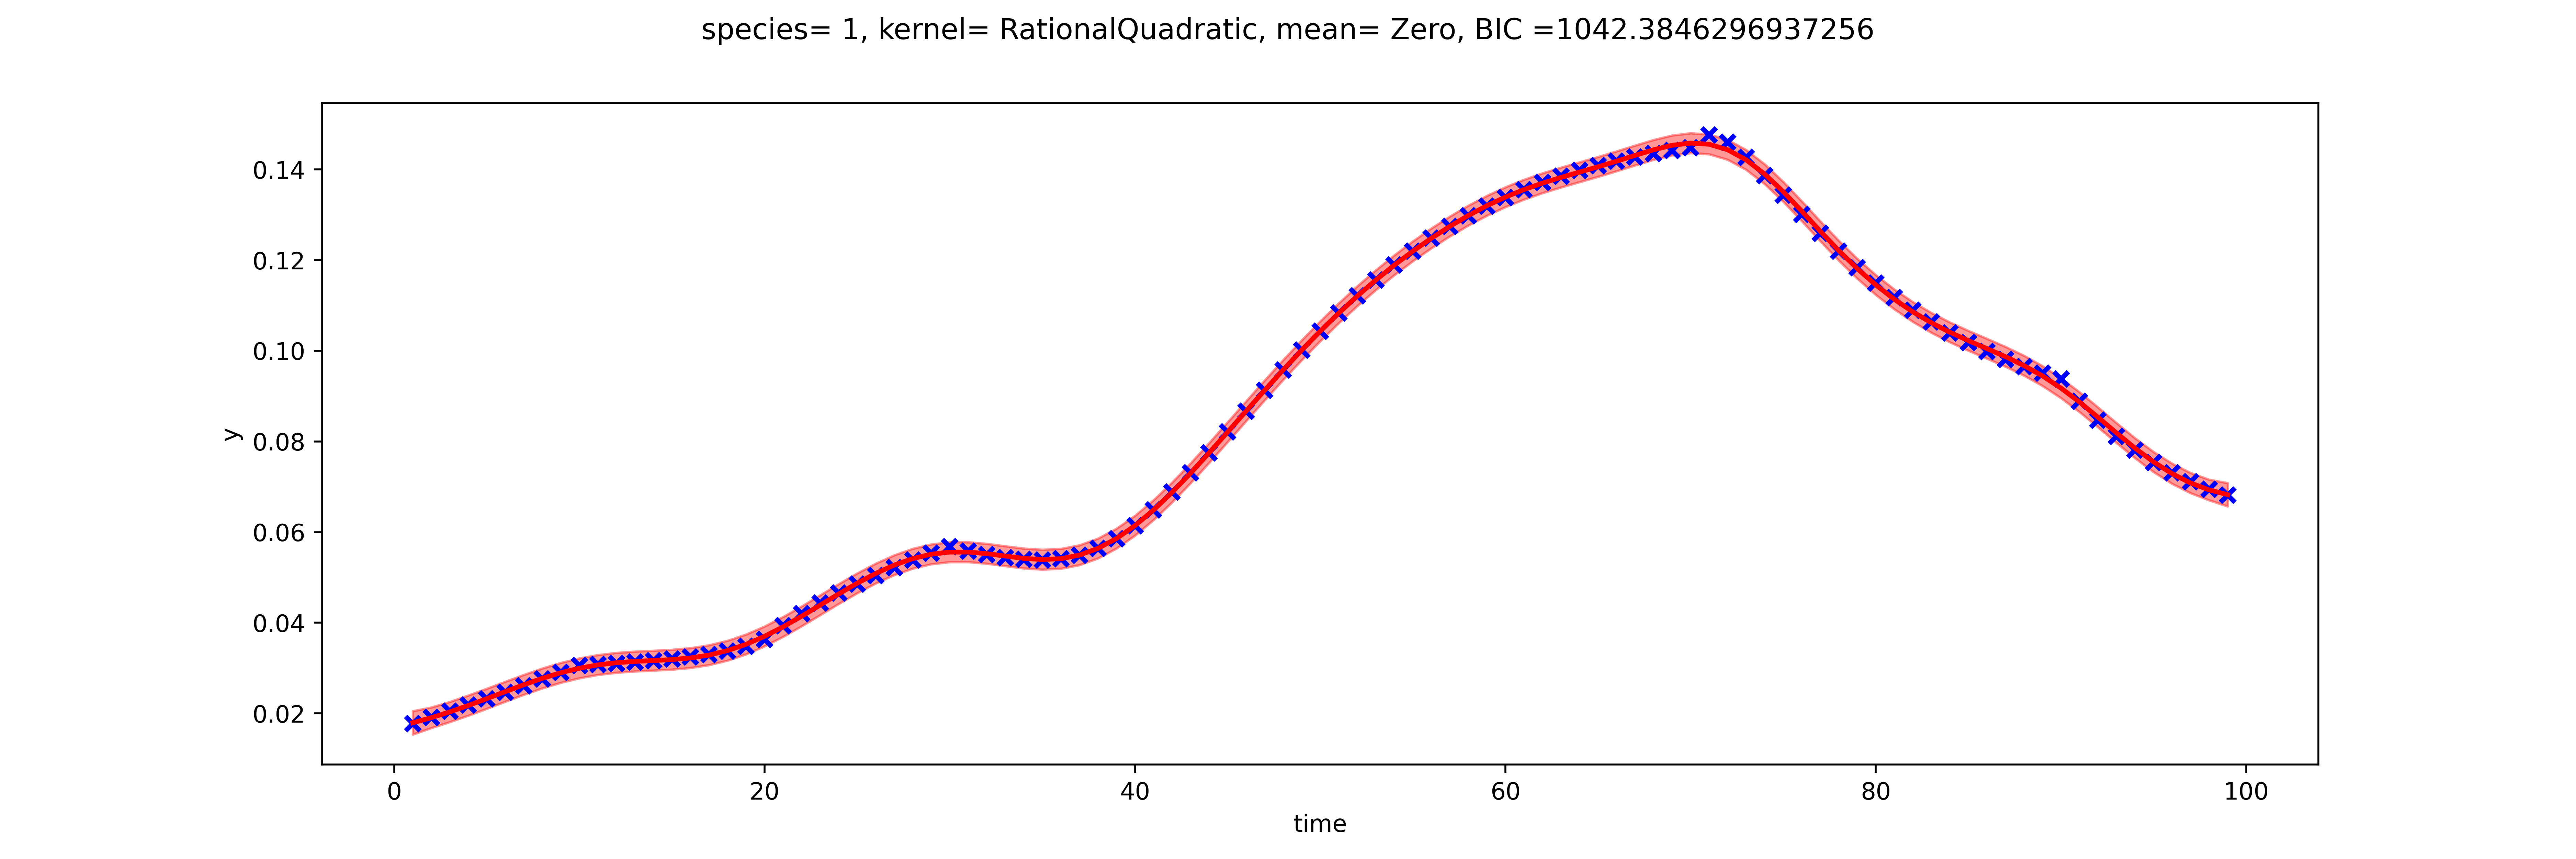 species= 1, kernel= RationalQuadratic, mean= Zero, BIC =1042.3846296937256
0.14
0.12
0.10
0.08
0.06
0.04
0.02
y
0 20 40 60 80 100
time